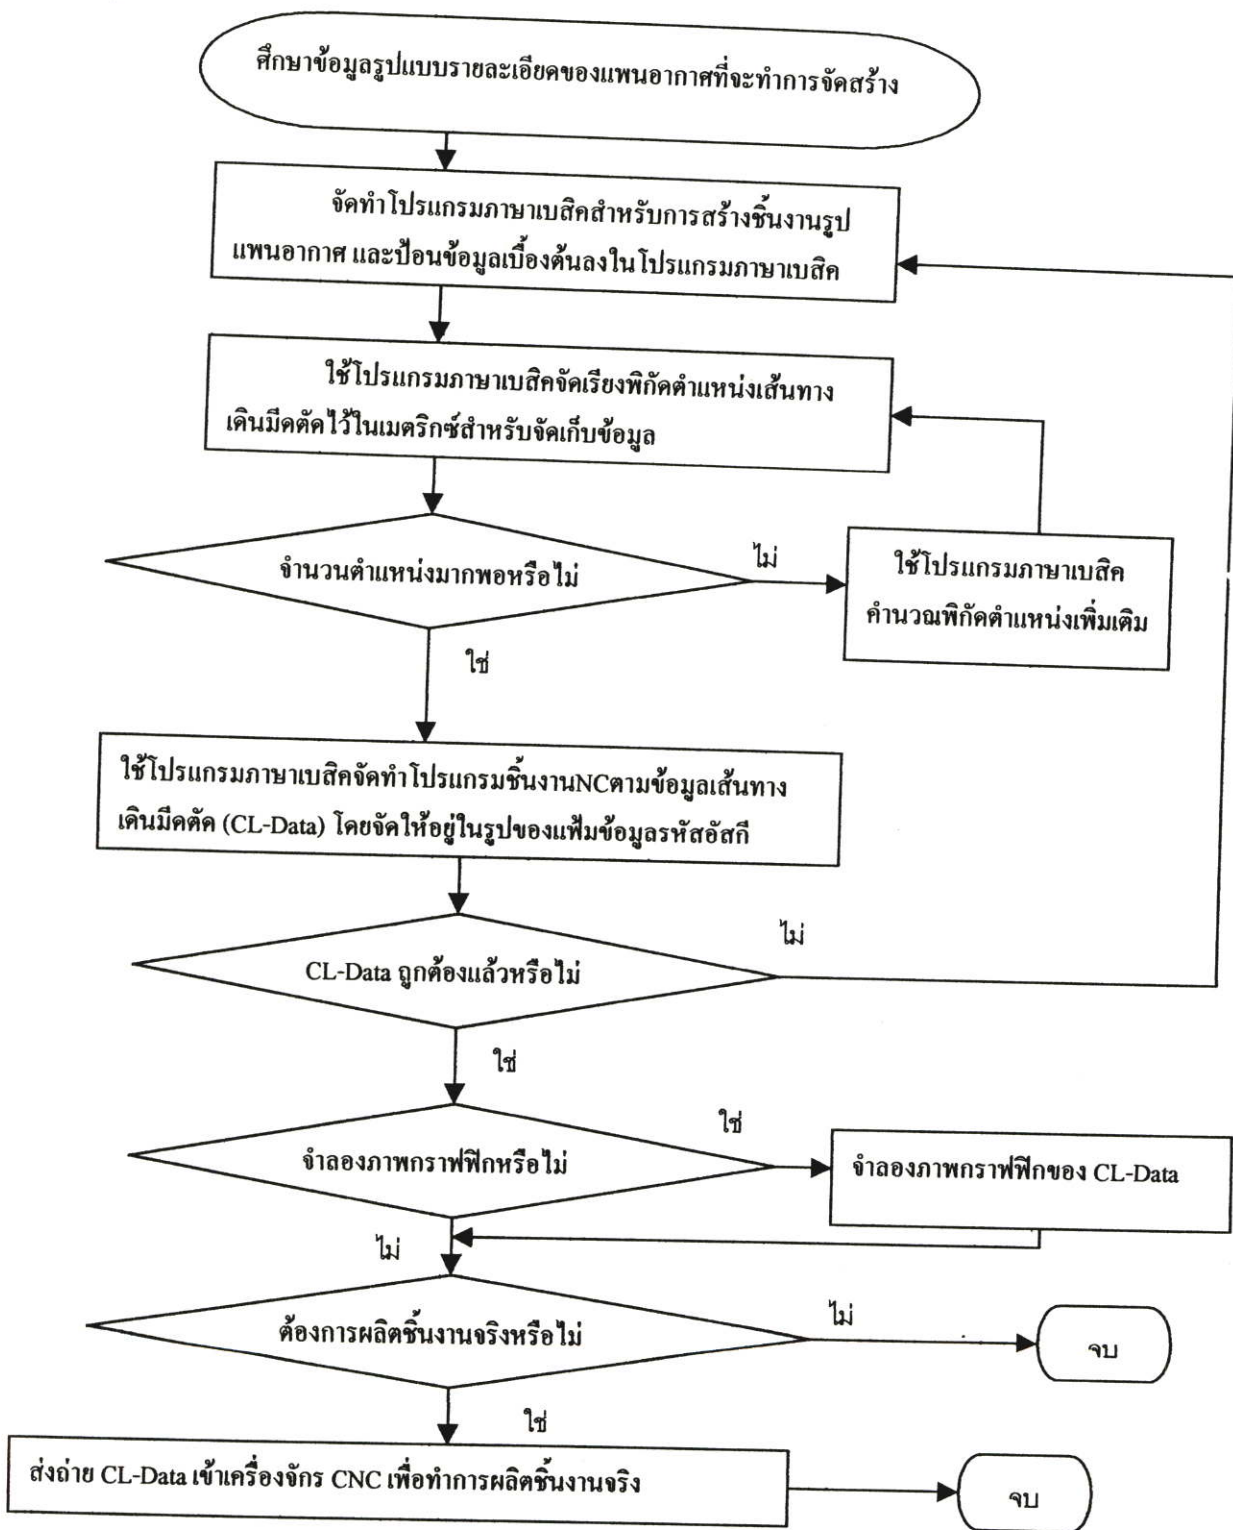 ศึกษาข้อมูลรูปแบบรายละเอียดของแพนอากาศที่จะทำการจัดสร้าง
จัดทำโปรแกรมภาษาเบสิคสำหรับการสร้างชิ้นงานรูป
แพนอากาศ และป้อนข้อมูลเบื้องต้นลงในโปรแกรมภาษาเบสิค
ใช้โปรแกรมภาษาเบสิคจัดเรียงพิกัดตำแหน่งเส้นทาง
เดินมีดตัดไว้ในเมตริกซ์สำหรับจัดเก็บข้อมูล
จำนวนตำแหน่งมากพอหรือไม่
ไม่
ใช้โปรแกรมภาษาเบสิค
คำนวณพิกัดตำแหน่งเพิ่มเติม
ใช่
ใช้โปรแกรมภาษาเบสิคจัดทำโปรแกรมชิ้นงานNCตามข้อมูลเส้นทาง
เดินมีดตัด (CL-Data) โดยจัดให้อยู่ในรูปของแฟ้มข้อมูลรหัสอัสกี
CL-Data ถูกต้องแล้วหรือไม่
ไม่
ใช่
จำลองภาพกราฟฟิกหรือไม่
ใช่
จำลองภาพกราฟฟิกของ CL-Data
ไม่
ต้องการผลิตชิ้นงานจริงหรือไม่
ไม่
จบ
ใช่
ส่งถ่าย CL-Data เข้าเครื่องจักร CNC เพื่อทำการผลิตชิ้นงานจริง
จบ